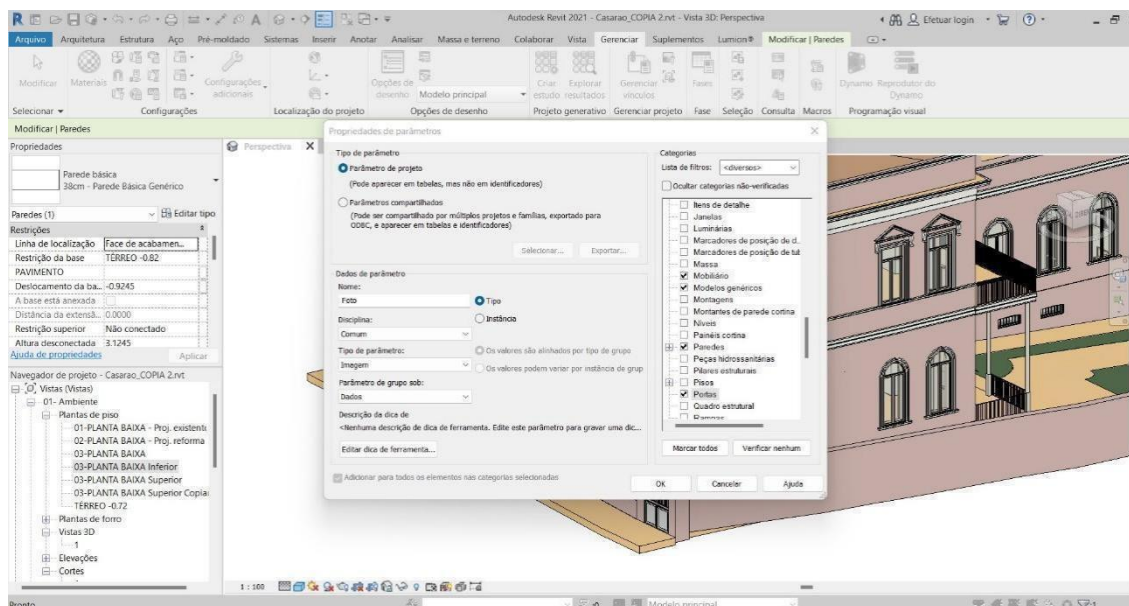 Autodesk Revit 2021 - Casarao_COPIA 2.rvt - Vista 3D: Perspectiva
Efetuar login
Arquivo Arquitetura Estrutura Aço Pré-moldado Sistemas Inserir Anotar Analisar Massa e terreno Colaborar Vista Gerenciar Suplementos Lumion® Modificar | Paredes
Modificar Materiais Configurações adicionais Opções de desenho Modelo principal Criar estudo Explorar resultados Gerenciar vínculos Fases Dynamo Reprodutor do Dynamo
Selecionar Configurações Localização do projeto Opções de desenho Projeto generativo Gerenciar projeto Fase Seleção Consulta Macros Programação visual
Modificar | Paredes
Propriedades
Parede básica
38cm - Parede Básica Genérico
Paredes (1) Editar tipo
Restrições
Linha de localização Face de acabamen...
Restrição da base TÉRREO -0.82
PAVIMENTO
Deslocamento da ba... -0.9245
A base está anexada
Distância da extensã... 0.0000
Restrição superior Não conectado
Altura desconectada 3.1245
Ajuda de propriedades Aplicar
Navegador de projeto - Casarao_COPIA 2.rvt
Vistas (Vistas)
01- Ambiente
Plantas de piso
01-PLANTA BAIXA - Proj. existente
02-PLANTA BAIXA - Proj. reforma
03-PLANTA BAIXA
03-PLANTA BAIXA Inferior
03-PLANTA BAIXA Superior
03-PLANTA BAIXA Superior Copia
TÉRREO -0.72
Plantas de forro
Vistas 3D
1
Elevações
Cortes
Perspectiva X
Propriedades de parâmetros
Tipo de parâmetro
Parâmetro de projeto
(Pode aparecer em tabelas, mas não em identificadores)
Parâmetros compartilhados
(Pode ser compartilhado por múltiplos projetos e famílias, exportado para
ODBC, e aparecer em tabelas e identificadores)
Selecionar... Exportar...
Dados de parâmetro
Nome:
Foto Tipo
Disciplina: Instância
Comum
Tipo de parâmetro: Os valores são alinhados por tipo de grupo
Imagem Os valores podem variar por instância de grup
Parâmetro de grupo sob:
Dados
Descrição da dica de
<Nenhuma descrição de dica de ferramenta. Edite este parâmetro para gravar uma dic...
Editar dica de ferramenta...
Adicionar para todos os elementos nas categorias selecionadas
Categorias
Lista de filtros: <diversos>
Ocultar categorias não-verificadas
Itens de detalhe
Janelas
Luminárias
Marcadores de posição de d..
Marcadores de posição de tub
Massa
Mobiliário
Modelos genéricos
Montagens
Montantes de parede cortina
Níveis
Painéis cortina
Paredes
Peças hidrossanitárias
Pilares estruturais
Pisos
Portas
Quadro estrutural
Rampas
Marcar todos Verificar nenhum
OK Cancelar Ajuda
1 : 100
Pronto
Modelo principal